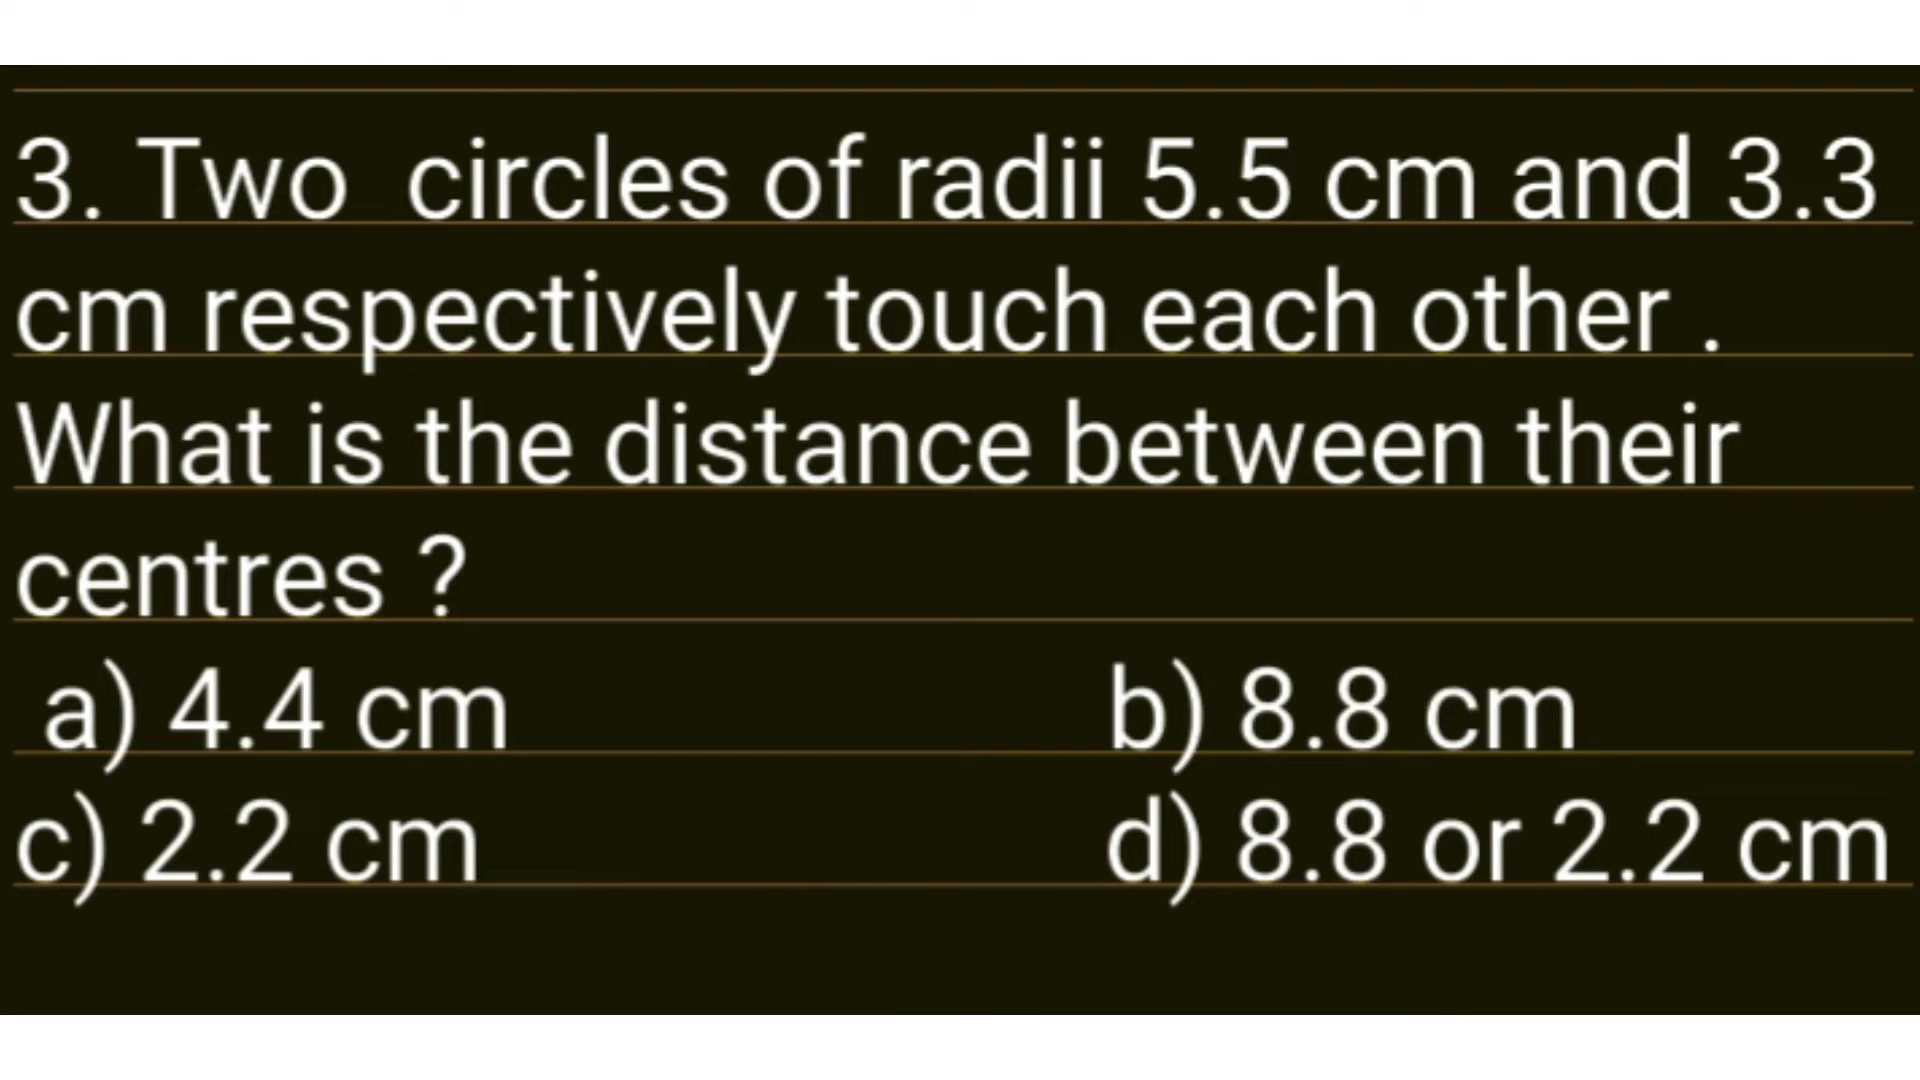 3. Two  circles of radii 5.5 cm and 3.3
cm respectively touch each other .
What is the distance between their
centres ?
a) 4.4 cm b) 8.8 cm
c) 2.2 cm d) 8.8 or 2.2 cm